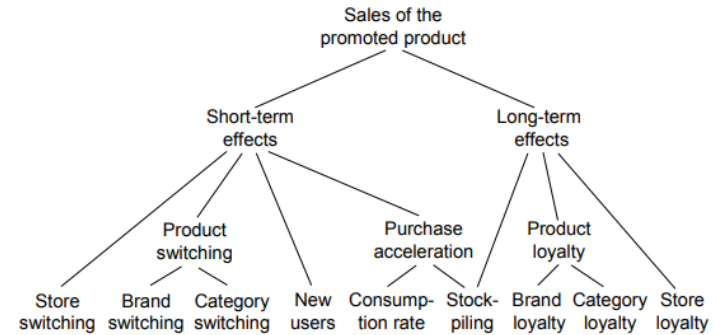 Sales of the
promoted product
Short-term
effects
Long-term
effects
Product
switching
Purchase
acceleration
Product
loyalty
Store
switching
Brand
switching
Category
switching
New
users
Consump-
tion rate
Stock-
piling
Brand
loyalty
Category
loyalty
Store
loyalty